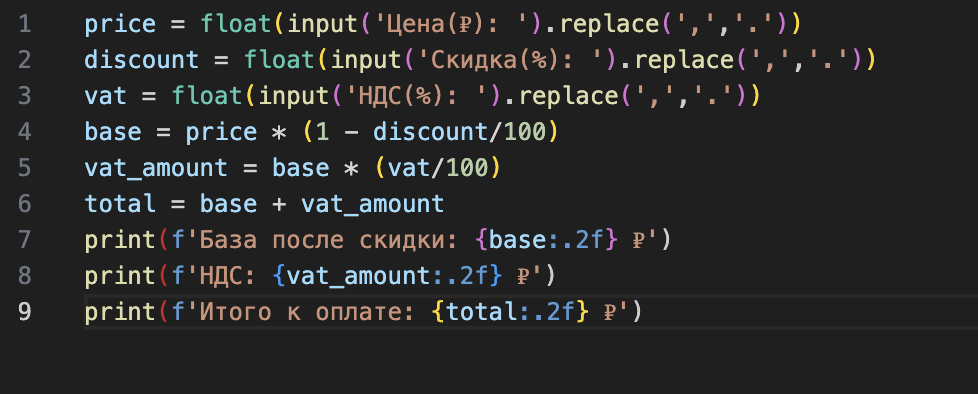 1 price = float(input('Цена(₽): ').replace(',','.'))
2 discount = float(input('Скидка(%): ').replace(',','.'))
3 vat = float(input('НДС(%): ').replace(',','.'))
4 base = price * (1 - discount/100)
5 vat_amount = base * (vat/100)
6 total = base + vat_amount
7 print(f'База после скидки: {base:.2f} ₽')
8 print(f'НДС: {vat_amount:.2f} ₽')
9 print(f'Итого к оплате: {total:.2f} ₽')